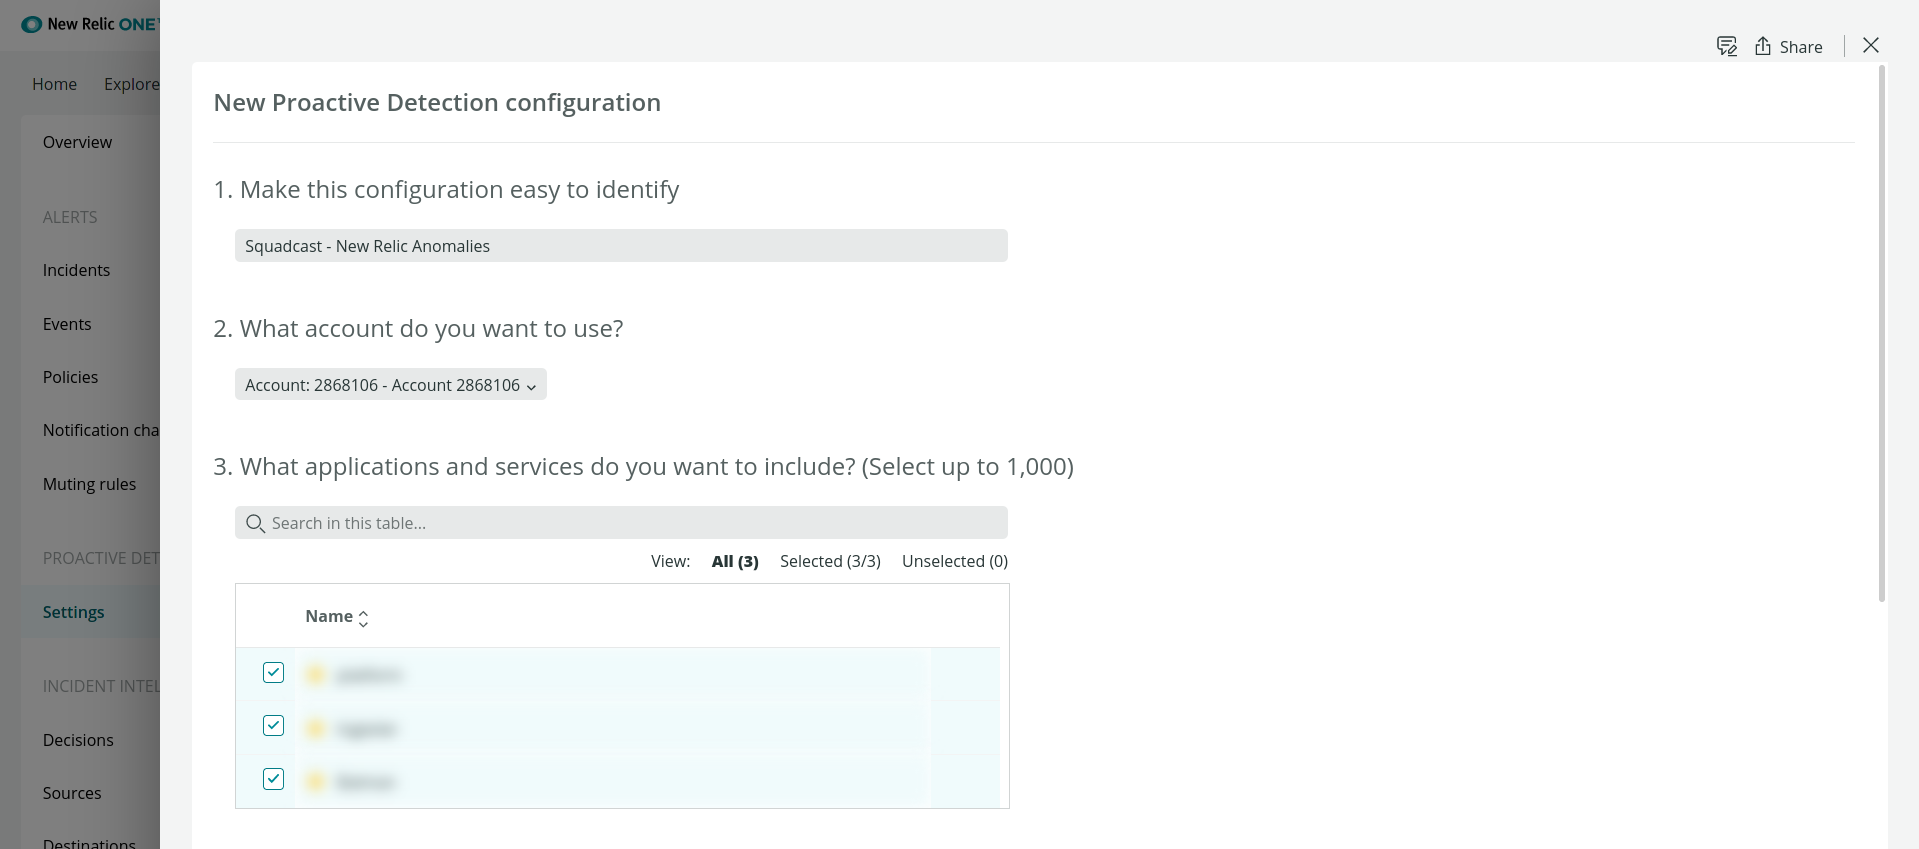 New Relic ONE
Share
Home Explore
New Proactive Detection configuration
Overview
1. Make this configuration easy to identify
ALERTS
Squadcast - New Relic Anomalies
Incidents
Events
2. What account do you want to use?
Policies
Account: 2868106 - Account 2868106
Notification cha
3. What applications and services do you want to include? (Select up to 1,000)
Muting rules
Search in this table...
PROACTIVE DET
View: All (3) Selected (3/3) Unselected (0)
Settings
Name
INCIDENT INTEL
Decisions
Sources
Destinations